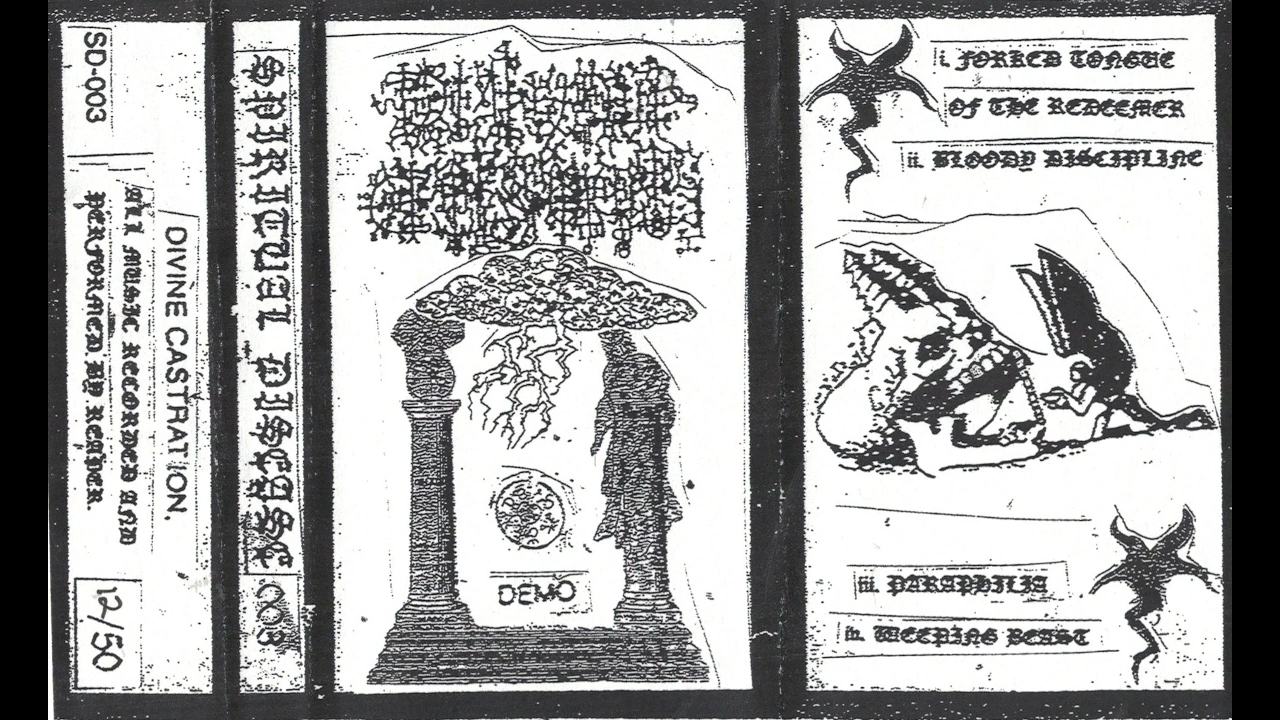 SD-003
DIVINE CASTRATION.
ALL MUSIC RECORDED AND
PERFORMED BY
12/50
SPIRITUAL DISEASE 003
DEMO
i. FORKED TONGUE
OF THE REDEEMER
ii. BLOODY DISCIPLINE
iii. PARAPHILIA
iv. WEEPING BEAST